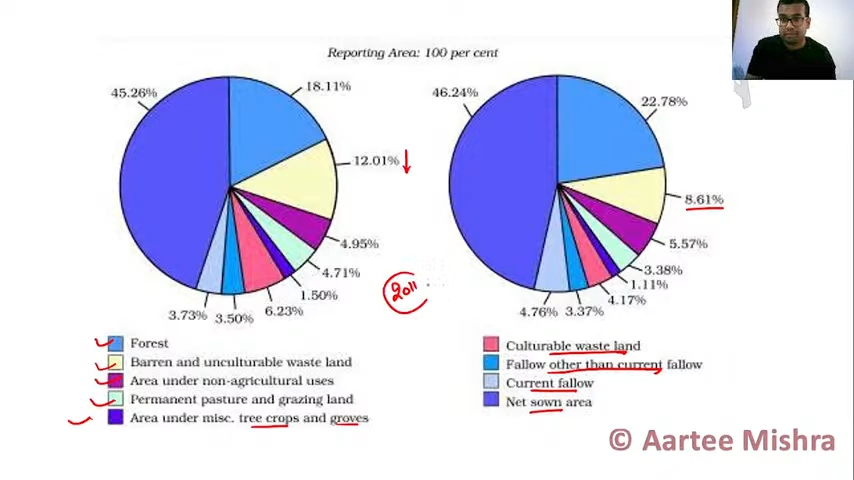 Reporting Area: 100 per cent
45.26%
18.11%
12.01%
4.95%
4.71%
1.50%
6.23%
3.50%
3.73%
46.24%
22.78%
8.61%
5.57%
3.38%
1.11%
4.17%
3.37%
4.76%
2011
Forest
Barren and unculturable waste land
Area under non-agricultural uses
Permanent pasture and grazing land
Area under misc. tree crops and groves
Culturable waste land
Fallow other than current fallow
Current fallow
Net sown area
© Aartee Mishra